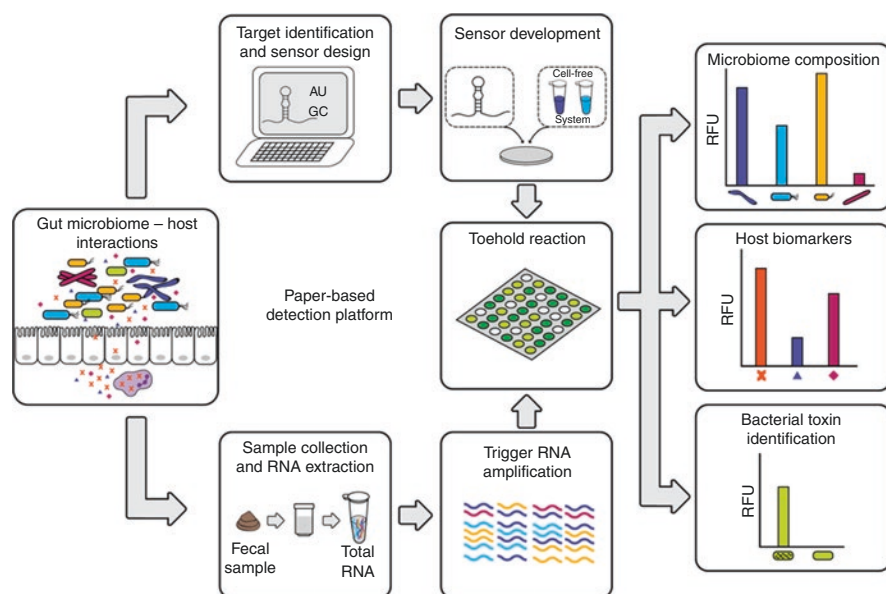 Target identification
and sensor design
AU
GC
Sensor development
Cell-free
System
Microbiome composition
RFU
Gut microbiome – host
interactions
Paper-based
detection platform
Toehold reaction
Host biomarkers
RFU
Sample collection
and RNA extraction
Fecal
sample
Total
RNA
Trigger RNA
amplification
Bacterial toxin
identification
RFU